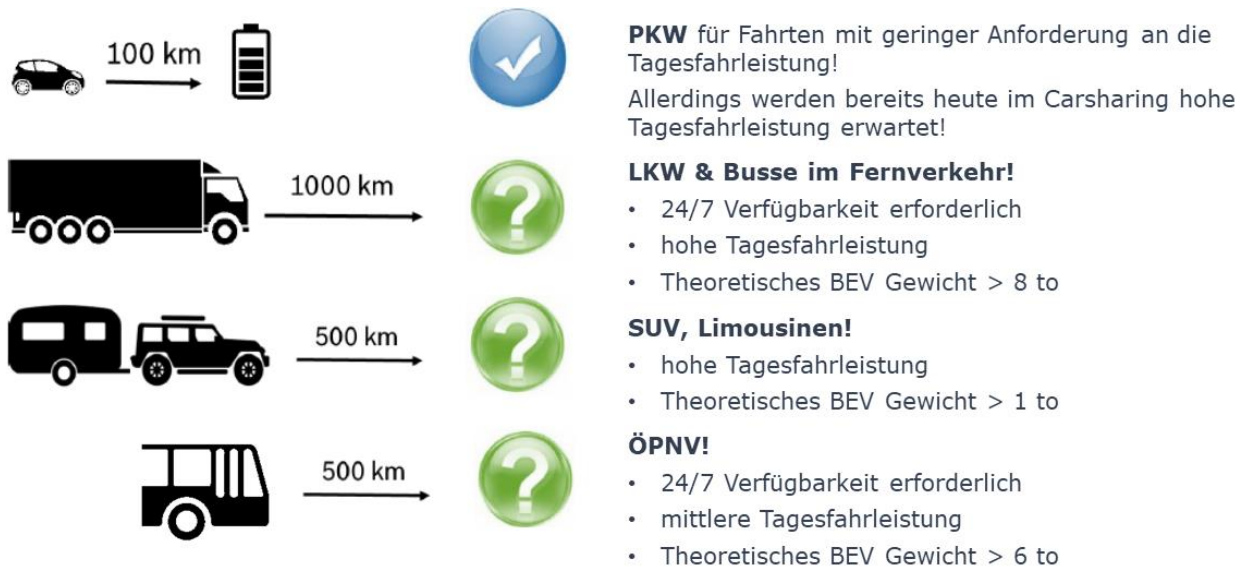 100 km
PKW für Fahrten mit geringer Anforderung an die
Tagesfahrleistung!
Allerdings werden bereits heute im Carsharing hohe
Tagesfahrleistung erwartet!
1000 km
?
LKW & Busse im Fernverkehr!
• 24/7 Verfügbarkeit erforderlich
• hohe Tagesfahrleistung
• Theoretisches BEV Gewicht > 8 to
500 km
?
SUV, Limousinen!
• hohe Tagesfahrleistung
• Theoretisches BEV Gewicht > 1 to
500 km
?
ÖPNV!
• 24/7 Verfügbarkeit erforderlich
• mittlere Tagesfahrleistung
• Theoretisches BEV Gewicht > 6 to